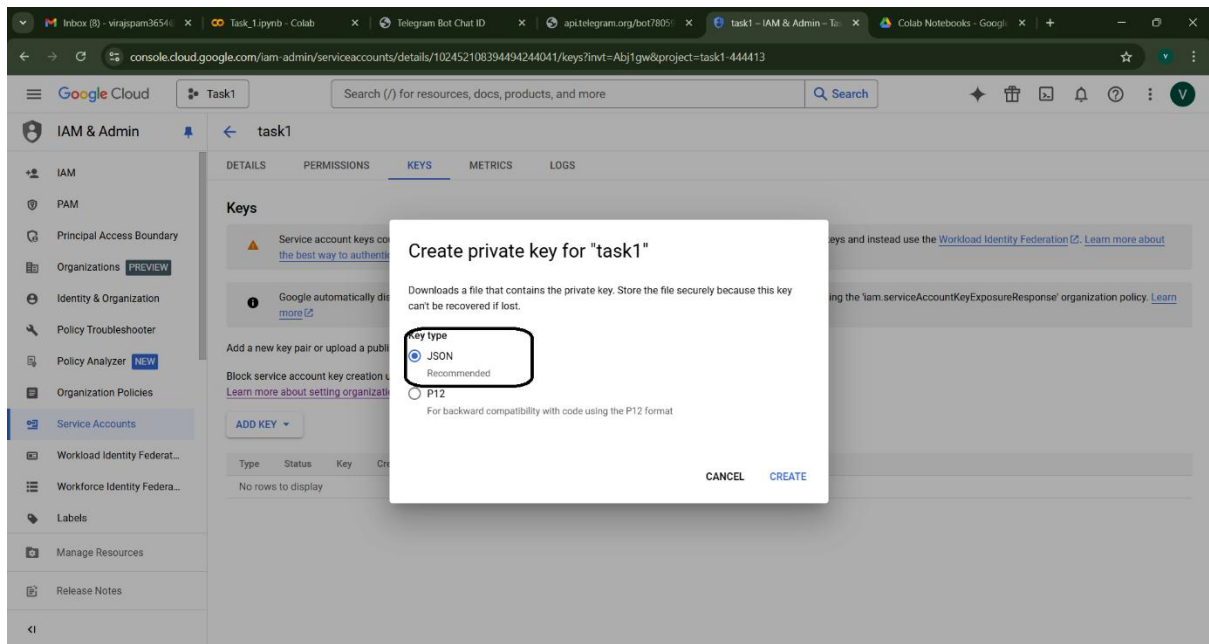 Inbox (8) - virajspam3654
Task_1.ipynb - Colab
Telegram Bot Chat ID
api.telegram.org/bot7805
task1 – IAM & Admin – Tas
Colab Notebooks - Googl
console.cloud.google.com/iam-admin/serviceaccounts/details/102452108394494244041/keys?invt=Abj1gw&project=task1-444413
Y
Google Cloud
Task1
Search (/) for resources, docs, products, and more
Search
V
IAM & Admin
task1
DETAILS PERMISSIONS KEYS METRICS LOGS
IAM
PAM
Principal Access Boundary
Organizations PREVIEW
Identity & Organization
Policy Troubleshooter
Policy Analyzer NEW
Organization Policies
Service Accounts
Workload Identity Federat...
Workforce Identity Federa...
Labels
Manage Resources
Release Notes
Keys
Service account keys co
eys and instead use the Workload Identity Federation. Learn more about
the best way to authenti
Google automatically dis
ing the 'iam.serviceAccountKeyExposureResponse' organization policy. Learn
more
Add a new key pair or upload a publi
Block service account key creation u
Learn more about setting organizati
ADD KEY
Type Status Key Cre
No rows to display
Create private key for "task1"
Downloads a file that contains the private key. Store the file securely because this key
can't be recovered if lost.
Key type
JSON
Recommended
P12
For backward compatibility with code using the P12 format
CANCEL CREATE